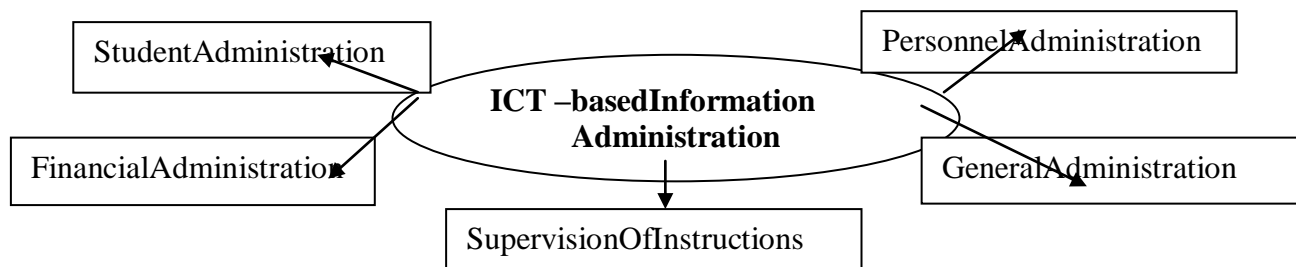 StudentAdministration
PersonnelAdministration
ICT –basedInformation
Administration
FinancialAdministration
GeneralAdministration
SupervisionOfInstructions